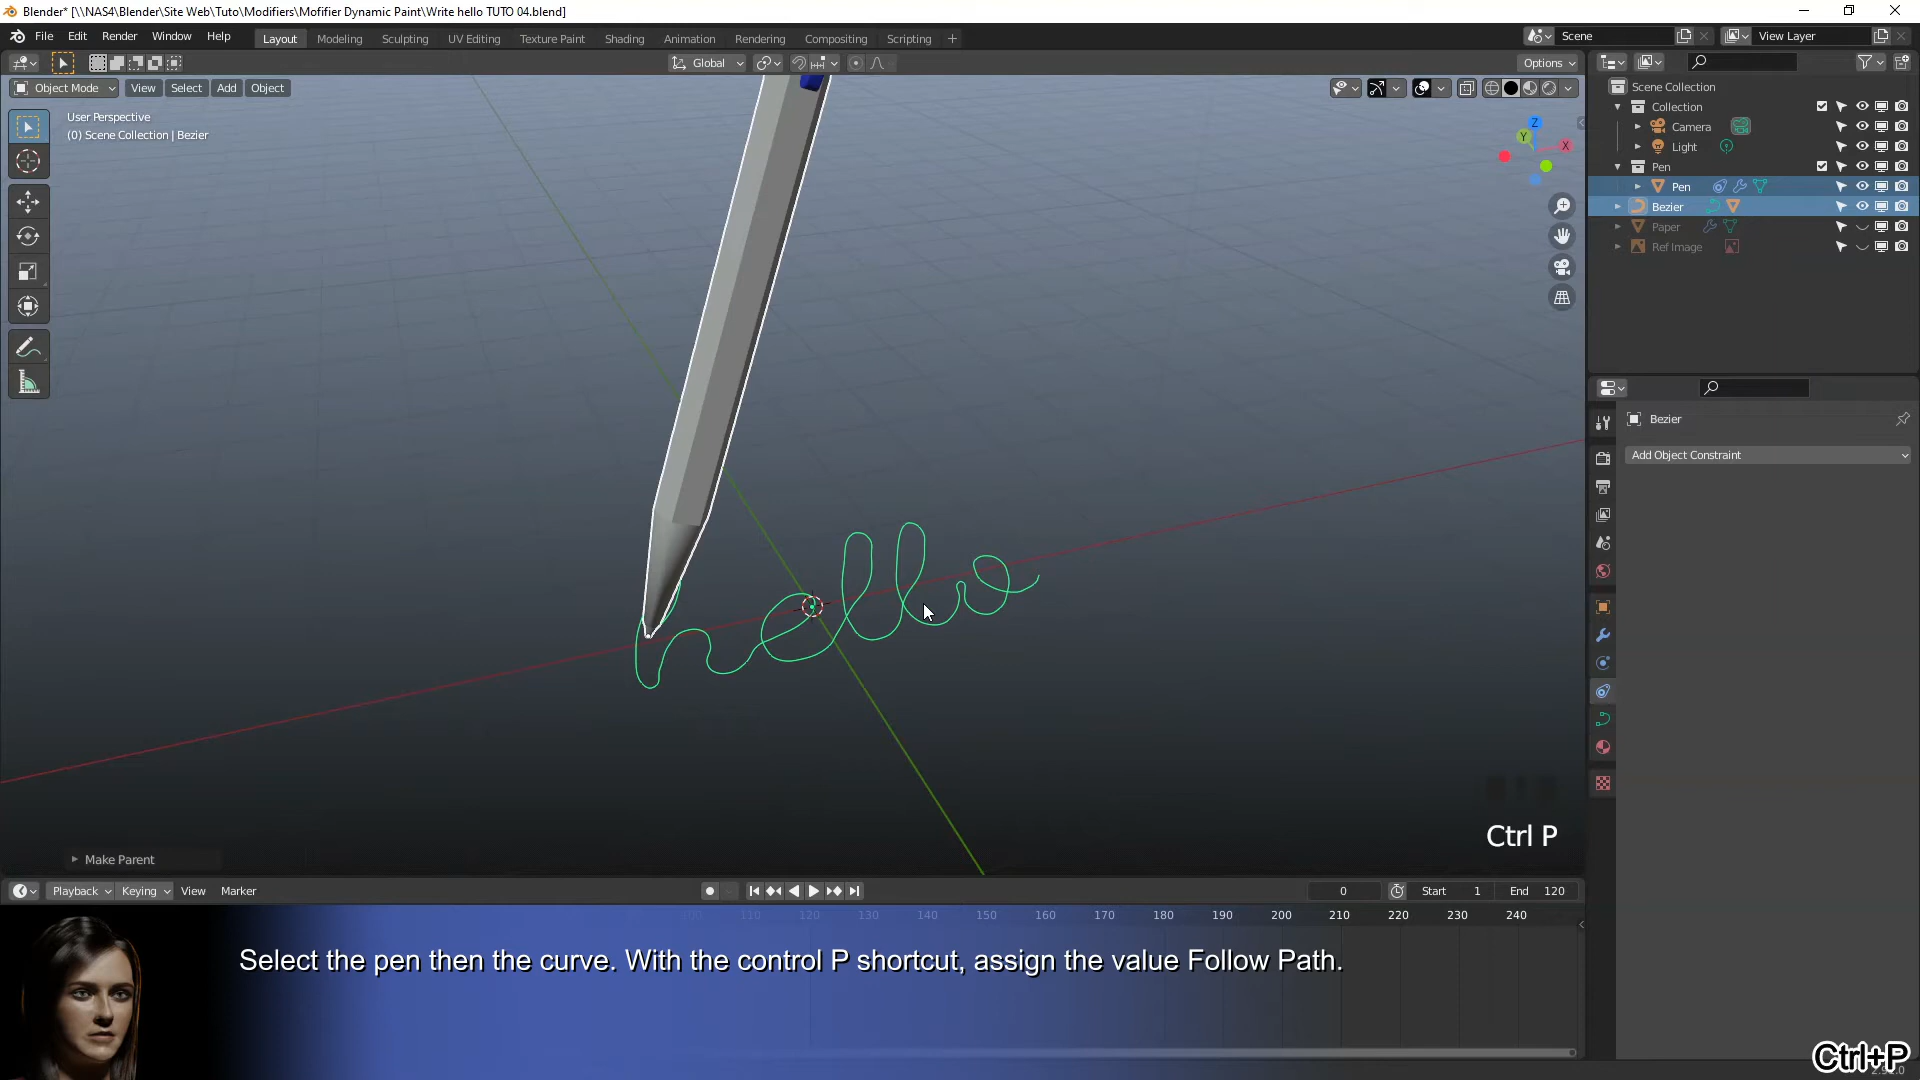 Blender* [\\NAS4\Blender\Site Web\Tuto\Modifiers\Mofifier Dynamic Paint\Write hello TUTO 04.blend]
File Edit Render Window Help Layout Modeling Sculpting UV Editing Texture Paint Shading Animation Rendering Compositing Scripting + Scene View Layer
Global Options
Object Mode View Select Add Object
User Perspective
(0) Scene Collection | Bezier
Z
Y
X
Scene Collection
Collection
Camera
Light
Pen
Pen
Bezier
Paper
Ref Image
Bezier
Add Object Constraint
hello
Ctrl P
Make Parent
Playback Keying View Marker 0 Start 1 End 120
100 110 120 130 140 150 160 170 180 190 200 210 220 230 240
Select the pen then the curve. With the control P shortcut, assign the value Follow Path.
Ctrl+P